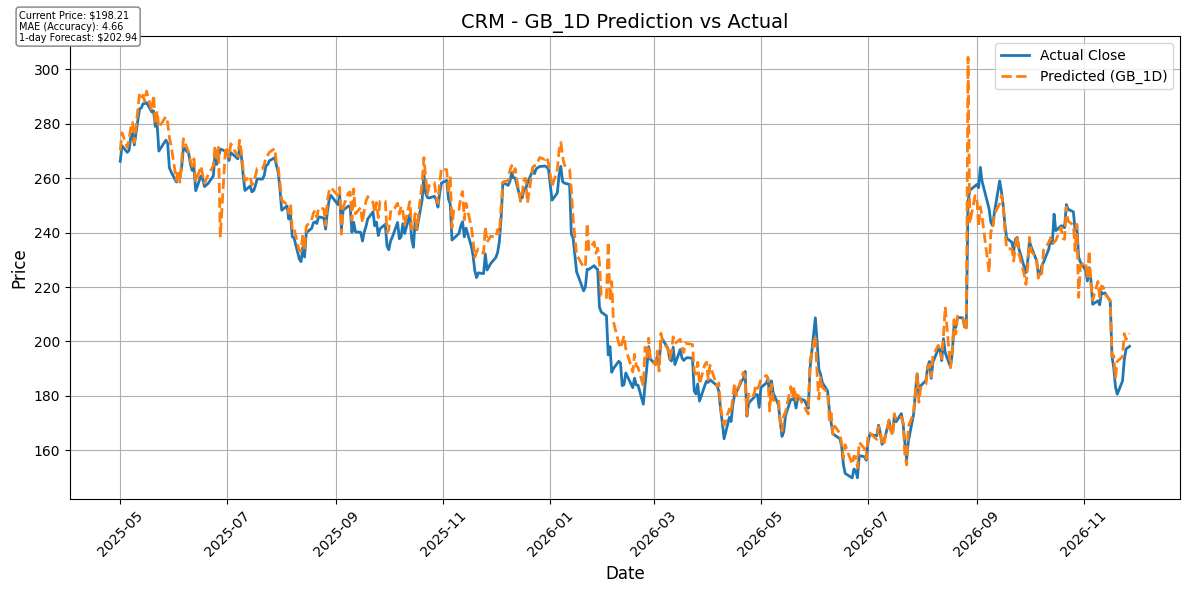 CRM - GB_1D Prediction vs Actual
Current Price: $198.21
MAE (Accuracy): 4.66
1-day Forecast: $202.94
Actual Close
Predicted (GB_1D)
Price
300
280
260
240
220
200
180
160
2025-05
2025-07
2025-09
2025-11
2026-01
2026-03
2026-05
2026-07
2026-09
2026-11
Date